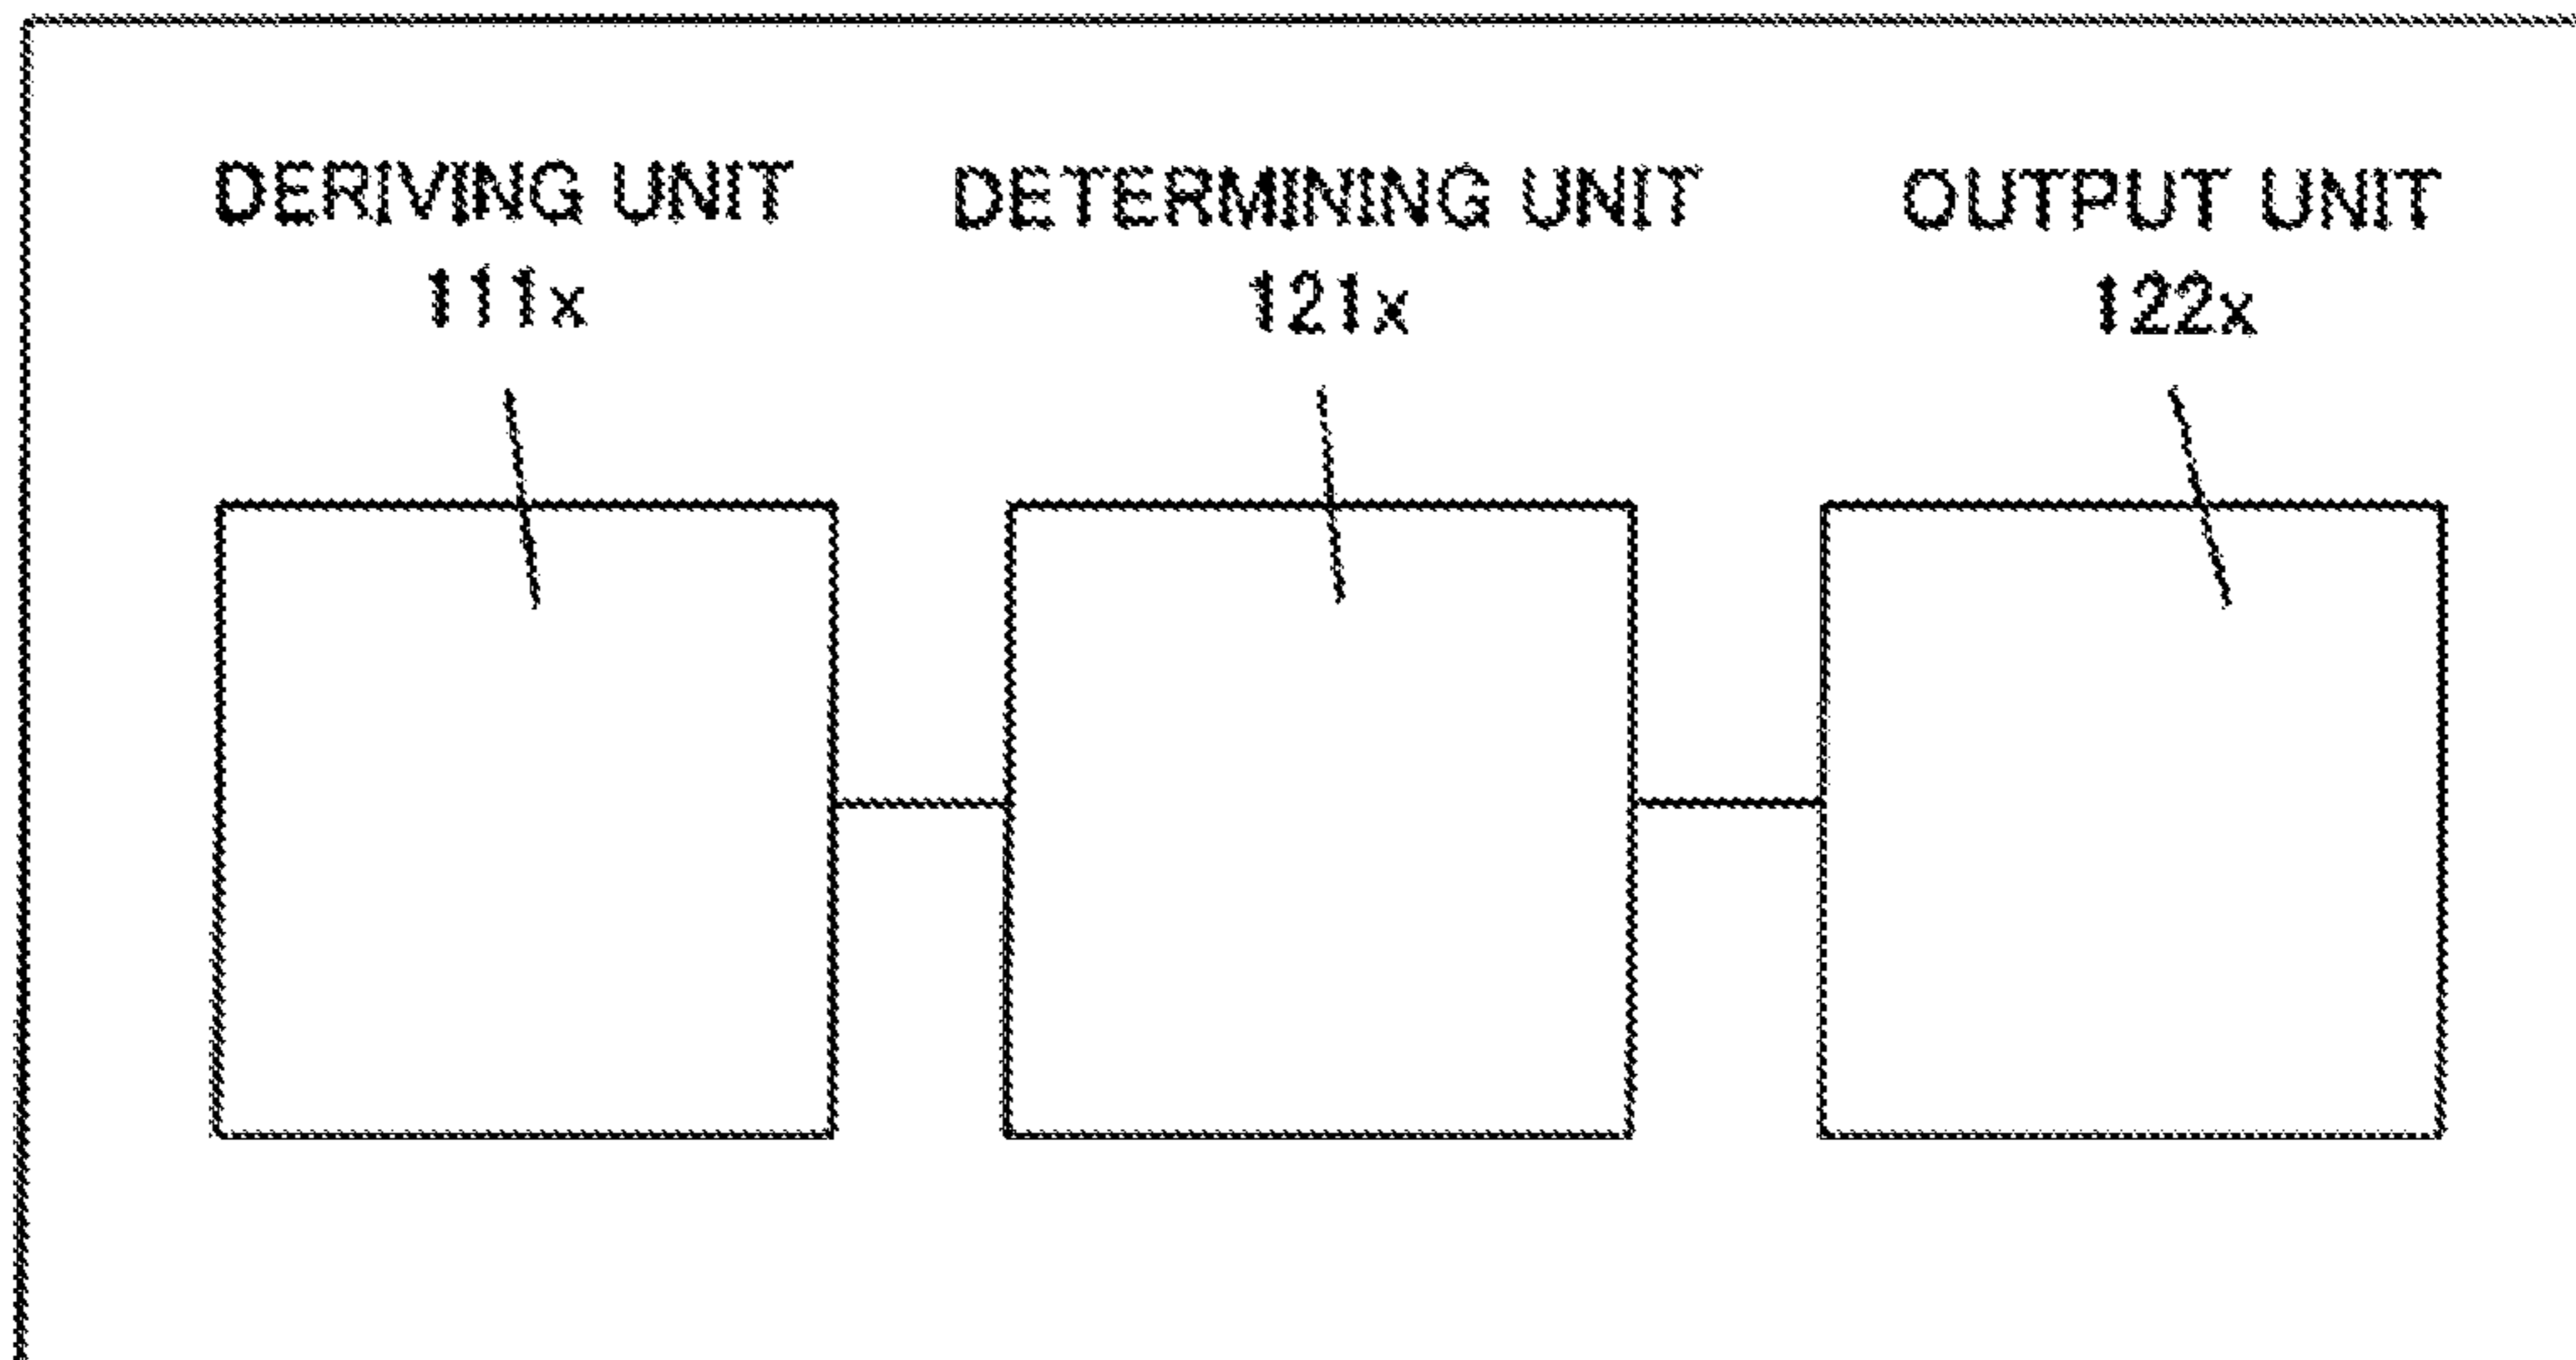 DERIVING UNIT
111x
DETERMINING UNIT
121x
OUTPUT UNIT
122x